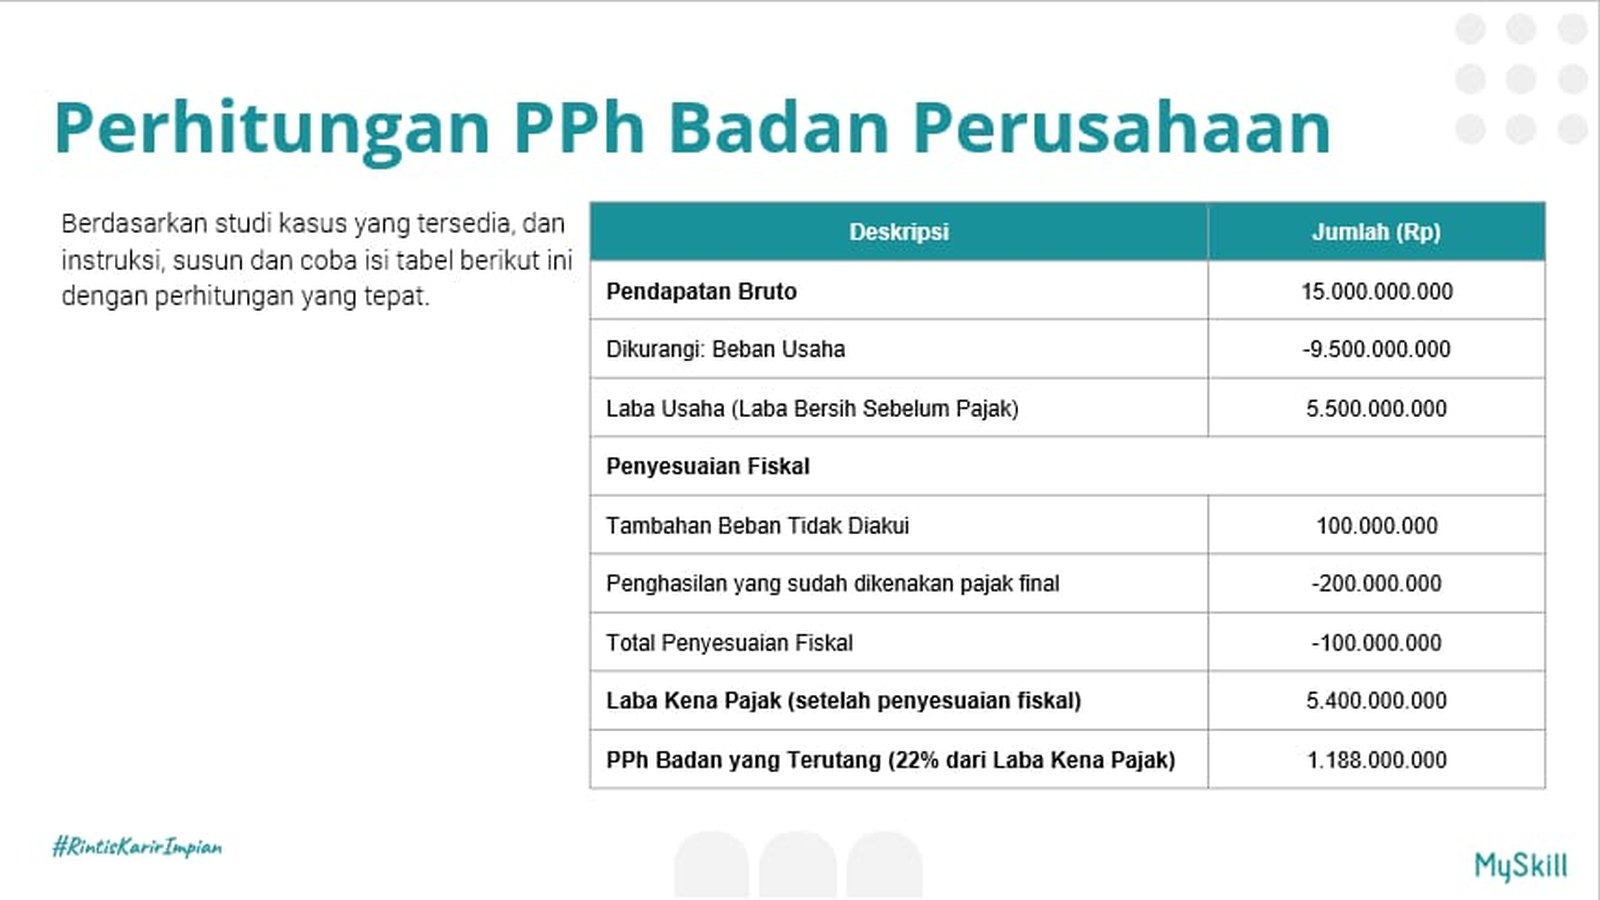 Perhitungan PPh Badan Perusahaan
Berdasarkan studi kasus yang tersedia, dan
instruksi, susun dan coba isi tabel berikut ini
dengan perhitungan yang tepat.
Deskripsi Jumlah (Rp)
Pendapatan Bruto 15.000.000.000
Dikurangi: Beban Usaha -9.500.000.000
Laba Usaha (Laba Bersih Sebelum Pajak) 5.500.000.000
Penyesuaian Fiskal
Tambahan Beban Tidak Diakui 100.000.000
Penghasilan yang sudah dikenakan pajak final -200.000.000
Total Penyesuaian Fiskal -100.000.000
Laba Kena Pajak (setelah penyesuaian fiskal) 5.400.000.000
PPh Badan yang Terutang (22% dari Laba Kena Pajak) 1.188.000.000
#RintisKarirImpian
MySkill